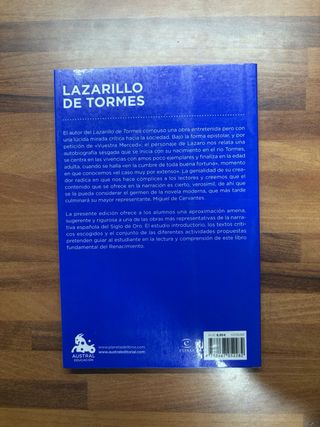 LAZARILLO
DE TORMES
El autor del Lazarillo de Tormes compuso una obra entretenida pero con
una lúcida mirada crítica hacia la sociedad. Bajo la forma epistolar, y por
petición de «Vuestra Merced», el personaje de Lázaro nos relata una
autobiografía sesgada que se inicia con su nacimiento en el río Tormes,
se centra en las vivencias con amos poco ejemplares y finaliza en la edad
adulta, cuando se halla «en la cumbre de toda buena fortuna», momento
en que conocemos «el caso muy por extenso». La genialidad de su crea-
dor radica en que nos hace cómplices a los lectores y creemos que el
contenido que se ofrece en la narración es cierto, verosímil, de ahí que
se la pueda considerar el germen de la novela moderna, que más tarde
culminará su mayor representante, Miguel de Cervantes.
La presente edición ofrece a los alumnos una aproximación amena,
sugerente y rigurosa a una de las obras más representativas de la narra-
tiva española del Siglo de Oro. El estudio introductorio, los textos críti-
cos escogidos y el conjunto de las diferentes actividades propuestas
pretenden guiar al estudiante en la lectura y comprensión de este libro
fundamental del Renacimiento.
AUSTRAL
EDUCACIÓN
www.planetadelibros.com
www.australeditorial.com